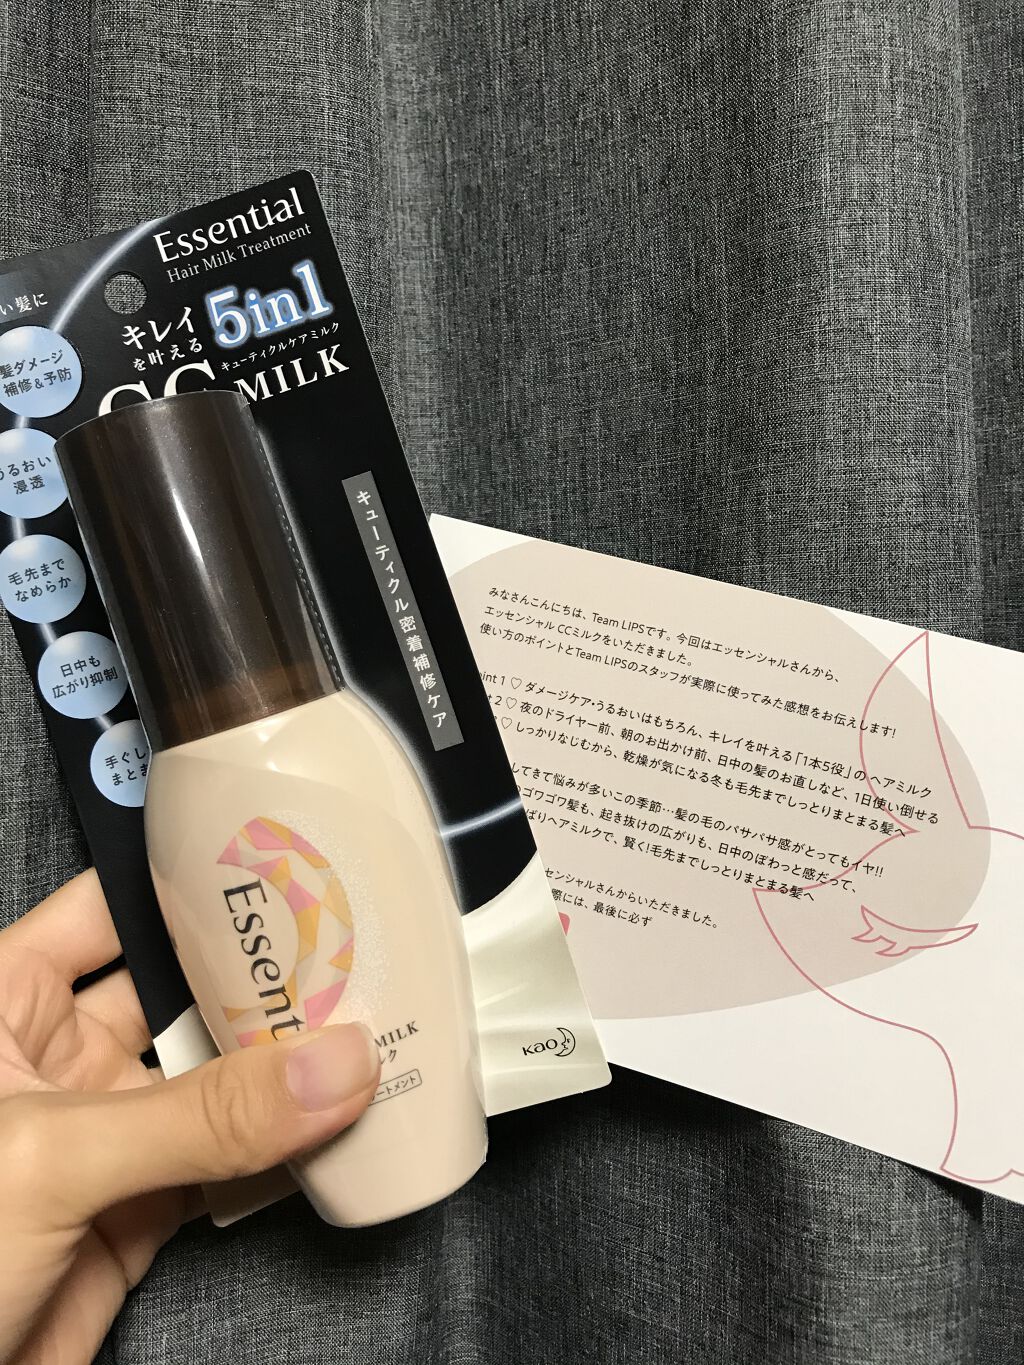 Essential
Hair Milk Treatment
い髪に
キレイ
を叶える
5in1
キューティクルケアミルク
CC MILK
髪ダメージ
補修&予防
うるおい
浸透
毛先まで
なめらか
日中も
広がり抑制
手ぐし
まとま
キューティクル密着補修ケア
Essent
MILK
ルク
ートメント
Kao
みなさんこんにちは、Team LIPSです。今回はエッセンシャルさんから、
エッセンシャル CCミルクをいただきました。
使い方のポイントとTeam LIPSのスタッフが実際に使ってみた感想をお伝えします!
oint 1 ♡ ダメージケア・うるおいはもちろん、キレイを叶える「1本5役」の ヘアミルク
2 ♡ 夜のドライヤー前、朝のお出かけ前、日中の髪のお直しなど、1日使い倒せる
♡ しっかりなじむから、乾燥が気になる冬も毛先までしっとりまとまる髪へ
してきて悩みが多いこの季節…髪の毛のパサパサ感がとってもイヤ!!
ゴワゴワ髪も、起き抜けの広がりも、日中のぽわっと感だって、
ぱりヘアミルクで、賢く!毛先までしっとりまとまる髪へ
センシャルさんからいただきました。
際には、最後に必ず